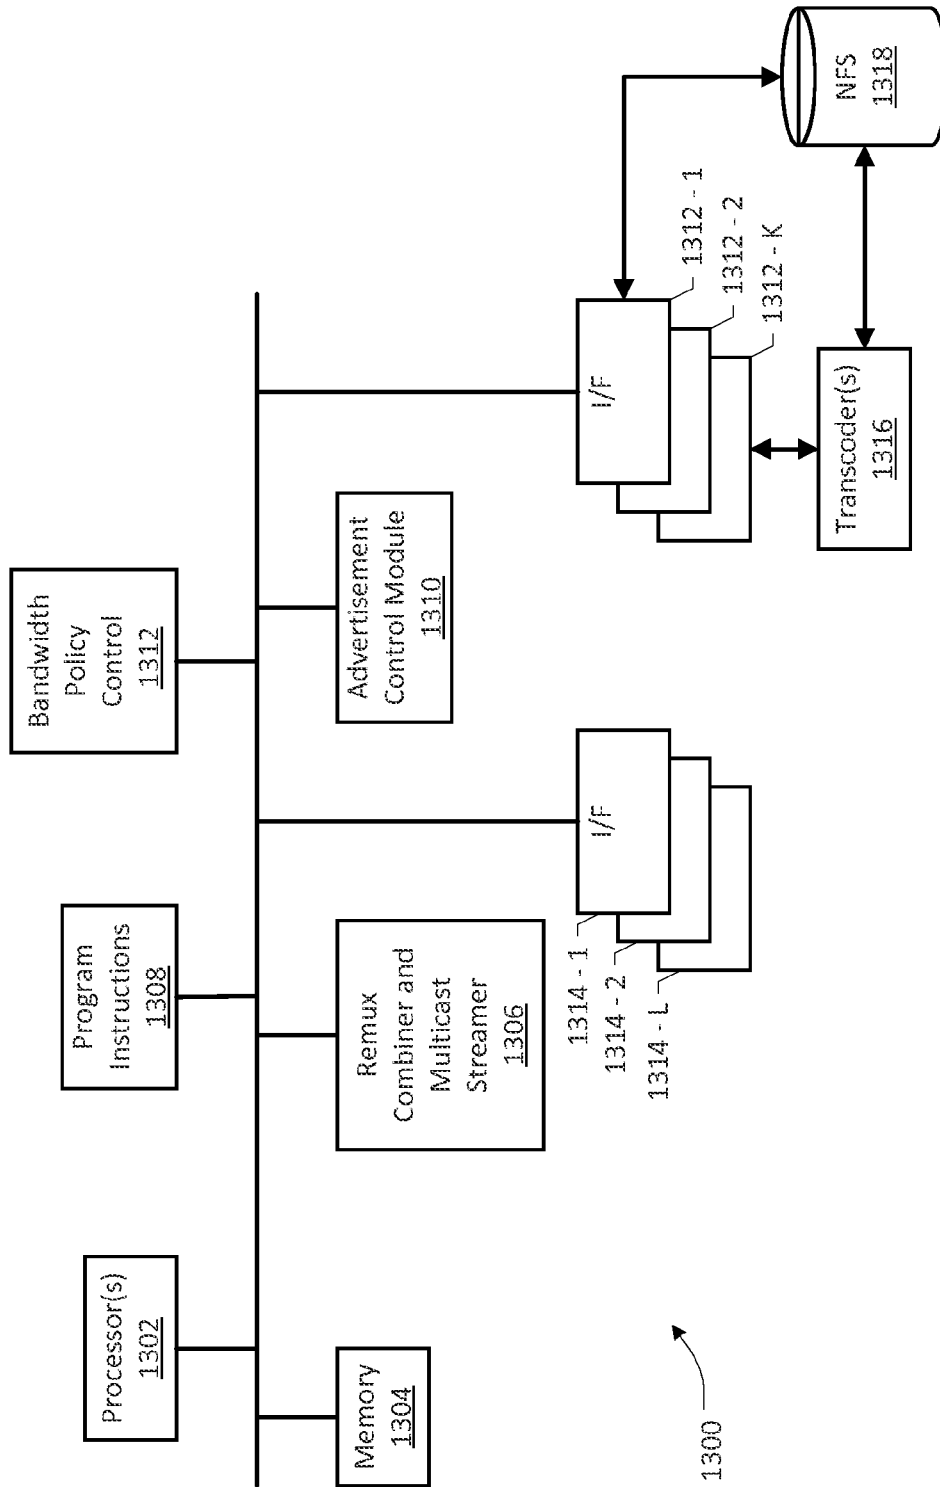 Processor(s)
1302
Program
Instructions
1308
Bandwidth
Policy
Control
1312
Memory
1304
Remux
Combiner and
Multicast
Streamer
1306
Advertisement
Control Module
1310
I/F
1314 - 1
1314 - 2
1314 - L
I/F
1312 - 1
1312 - 2
1312 - K
Transcoder(s)
1316
NFS
1318
1300